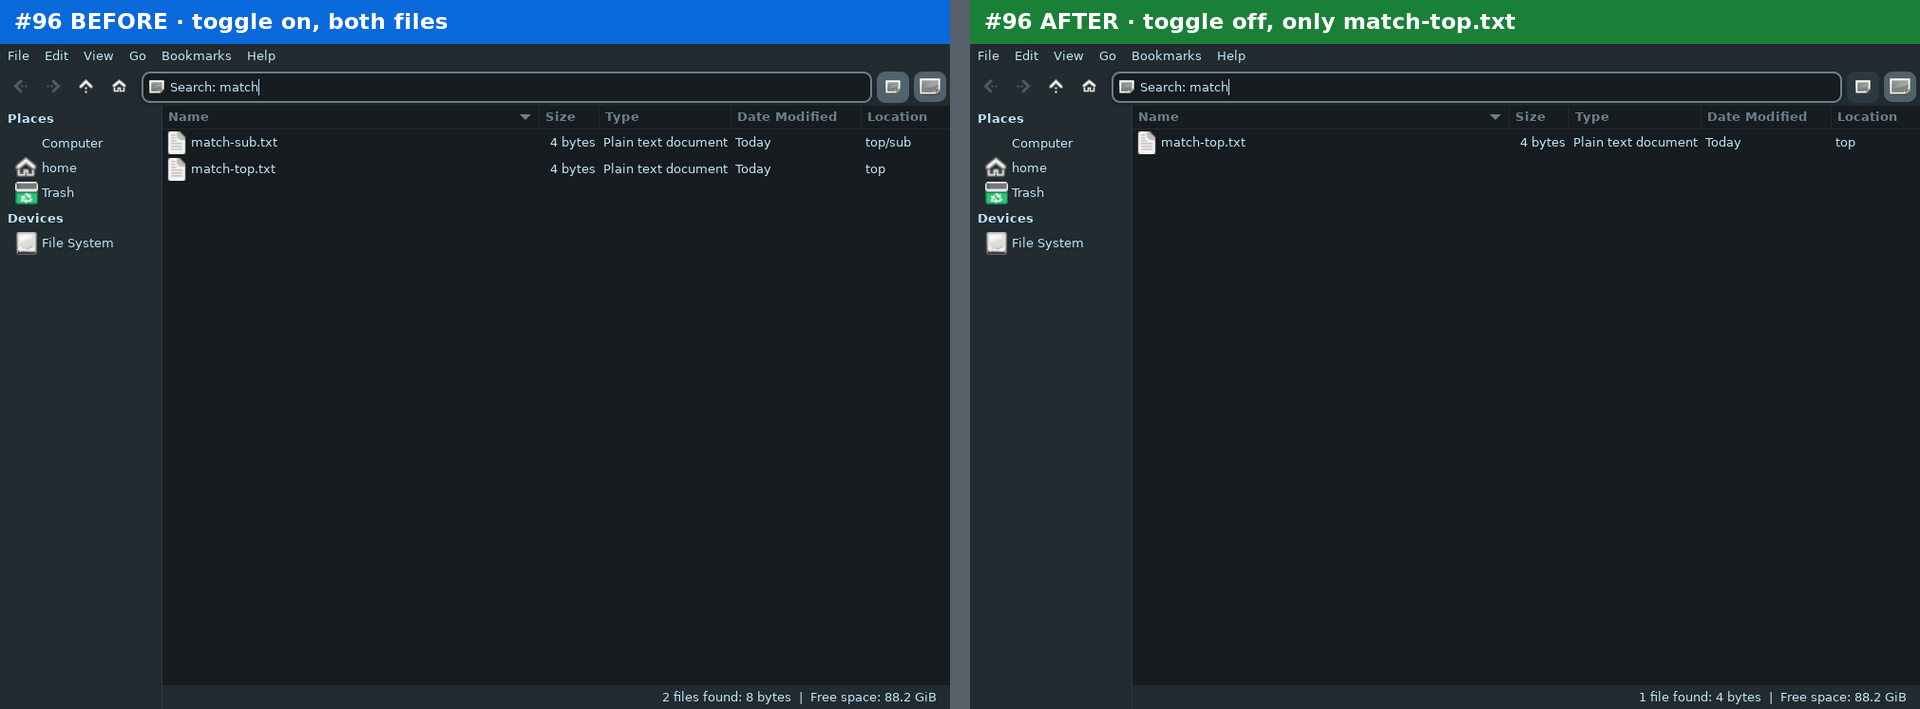 #96 BEFORE · toggle on, both files
File Edit View Go Bookmarks Help
Search: match
Places
Computer
home
Trash
Devices
File System
Name Size Type Date Modified Location
match-sub.txt 4 bytes Plain text document Today top/sub
match-top.txt 4 bytes Plain text document Today top
2 files found: 8 bytes | Free space: 88.2 GiB
#96 AFTER · toggle off, only match-top.txt
File Edit View Go Bookmarks Help
Search: match
Places
Computer
home
Trash
Devices
File System
Name Size Type Date Modified Location
match-top.txt 4 bytes Plain text document Today top
1 file found: 4 bytes | Free space: 88.2 GiB